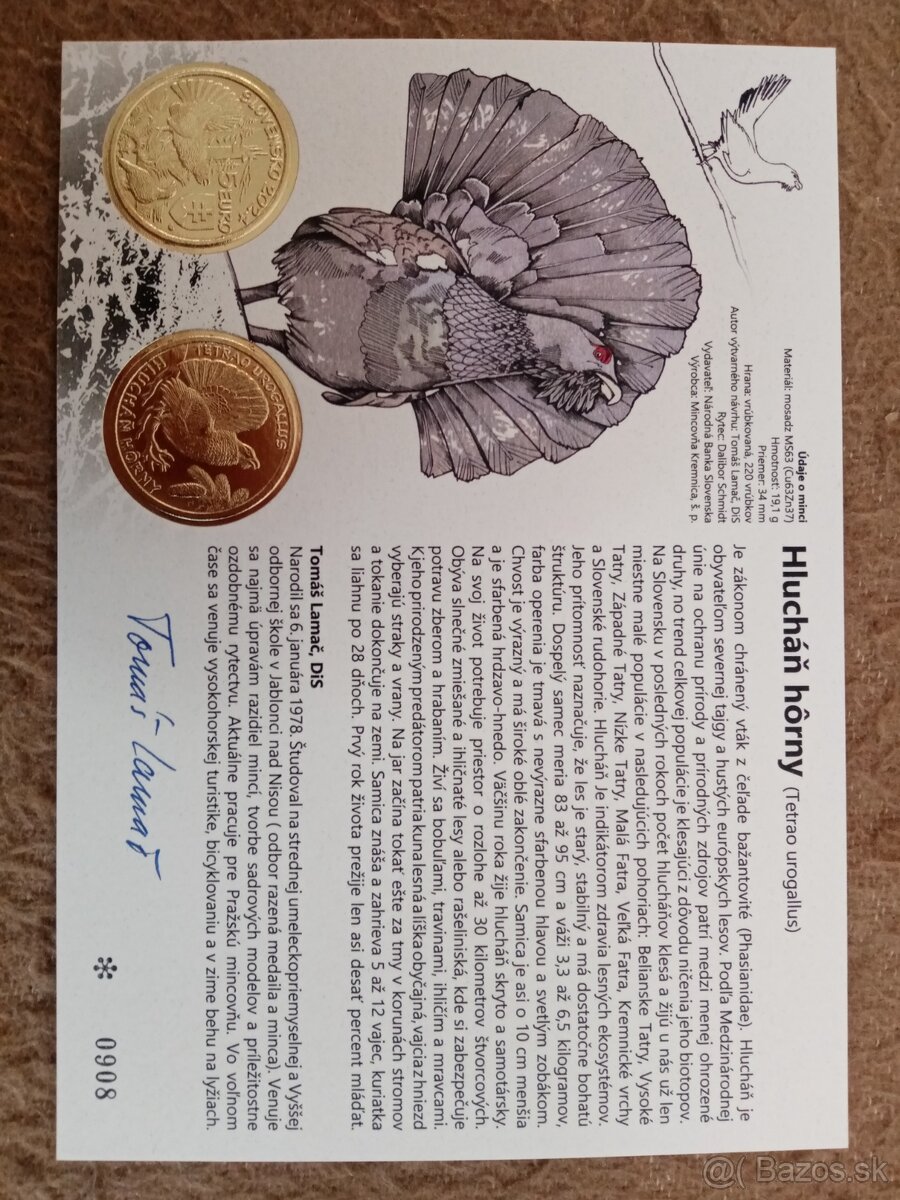 Hlucháň hôrny (Tetrao urogallus)
Je zákonom chránený vták z čeľade bažantovité (Phasianidae). Hlucháň je
obyvateľom severnej tajgy a hustých európskych lesov. Podľa Medzinárodnej
únie na ochranu prírody a prírodných zdrojov patrí medzi menej ohrozené
druhy, no trend celkovej populácie je klesajúci z dôvodu ničenia jeho biotopov.
Na Slovensku v posledných rokoch počet hlucháňov klesá a žijú u nás už len
miestne malé populácie v nasledujúcich pohoriach: Belianske Tatry, Vysoké
Tatry, Západné Tatry, Nízke Tatry, Malá Fatra, Veľká Fatra, Kremnické vrchy
a Slovenské rudohorie. Hlucháň Je indikátorom zdravia lesných ekosystémov.
Jeho prítomnosť naznačuje, že les je starý, stabilný a má dostatočne bohatú
štruktúru. Dospelý samec meria 83 až 95 cm a váži 3,3 až 6,5 kilogramov,
farba operenia je tmavá s nevýrazne sfarbenou hlavou a svetlým zobákom.
Chvost je výrazný a má široké oblé zakončenie. Samica je asi o 10 cm menšia
a je sfarbená hrdzavo-hnedo. Väčšinu roka žije hlucháň skryto a samotársky.
Na svoj život potrebuje priestor o rozlohe až 30 kilometrov štvorcových.
Obýva slnečné zmiešané a ihličnaté lesy alebo rašeliniská, kde si zabezpečuje
potravu zberom a hrabaním. Živí sa bobuľami, travinami, ihličím a mravcami.
K jeho prirodzeným predátorom patria kuna lesná a líška obyčajná, vajcia z hniezd
vyberajú straky a vrany. Na jar začína tokať ešte za tmy v korunách stromov
a tokanie dokončuje na zemi. Samica znáša a zahrieva 5 až 12 vajec, kuriatka
sa liahnu po 28 dňoch. Prvý rok života prežije len asi desať percent mláďat.
Tomáš Lamač, DiS
Narodil sa 6. januára 1978. Študoval na strednej umeleckopriemyselnej a Vyššej
odbornej škole v Jablonci nad Nisou ( odbor razená medaila a minca). Venuje
sa najmä úpravám razidiel mincí, tvorbe sadrových modelov a príležitostne
ozdobnému rytectvu. Aktuálne pracuje pre Pražskú mincovňu. Vo voľnom
čase sa venuje vysokohorskej turistike, bicyklovaniu a v zime behu na lyžiach.
Údaje o minci
Materiál: mosadz MS63 (Cu63Zn37)
Hmotnosť: 19,1 g
Priemer: 34 mm
Hrana: vrúbkovaná, 220 vrúbkov
Autor výtvarného návrhu: Tomáš Lamač, DiS
Rytec: Dalibor Schmidt
Vydavateľ: Národná Banka Slovenska
Výrobca: Mincovňa Kremnica, š. p.
SLOVENSKO 2024
5 EURO
TETRAO UROGALLUS
HLUCHÁŇ HÔRNY
Tomáš Lamač
* 0908
@( Bazos.sk